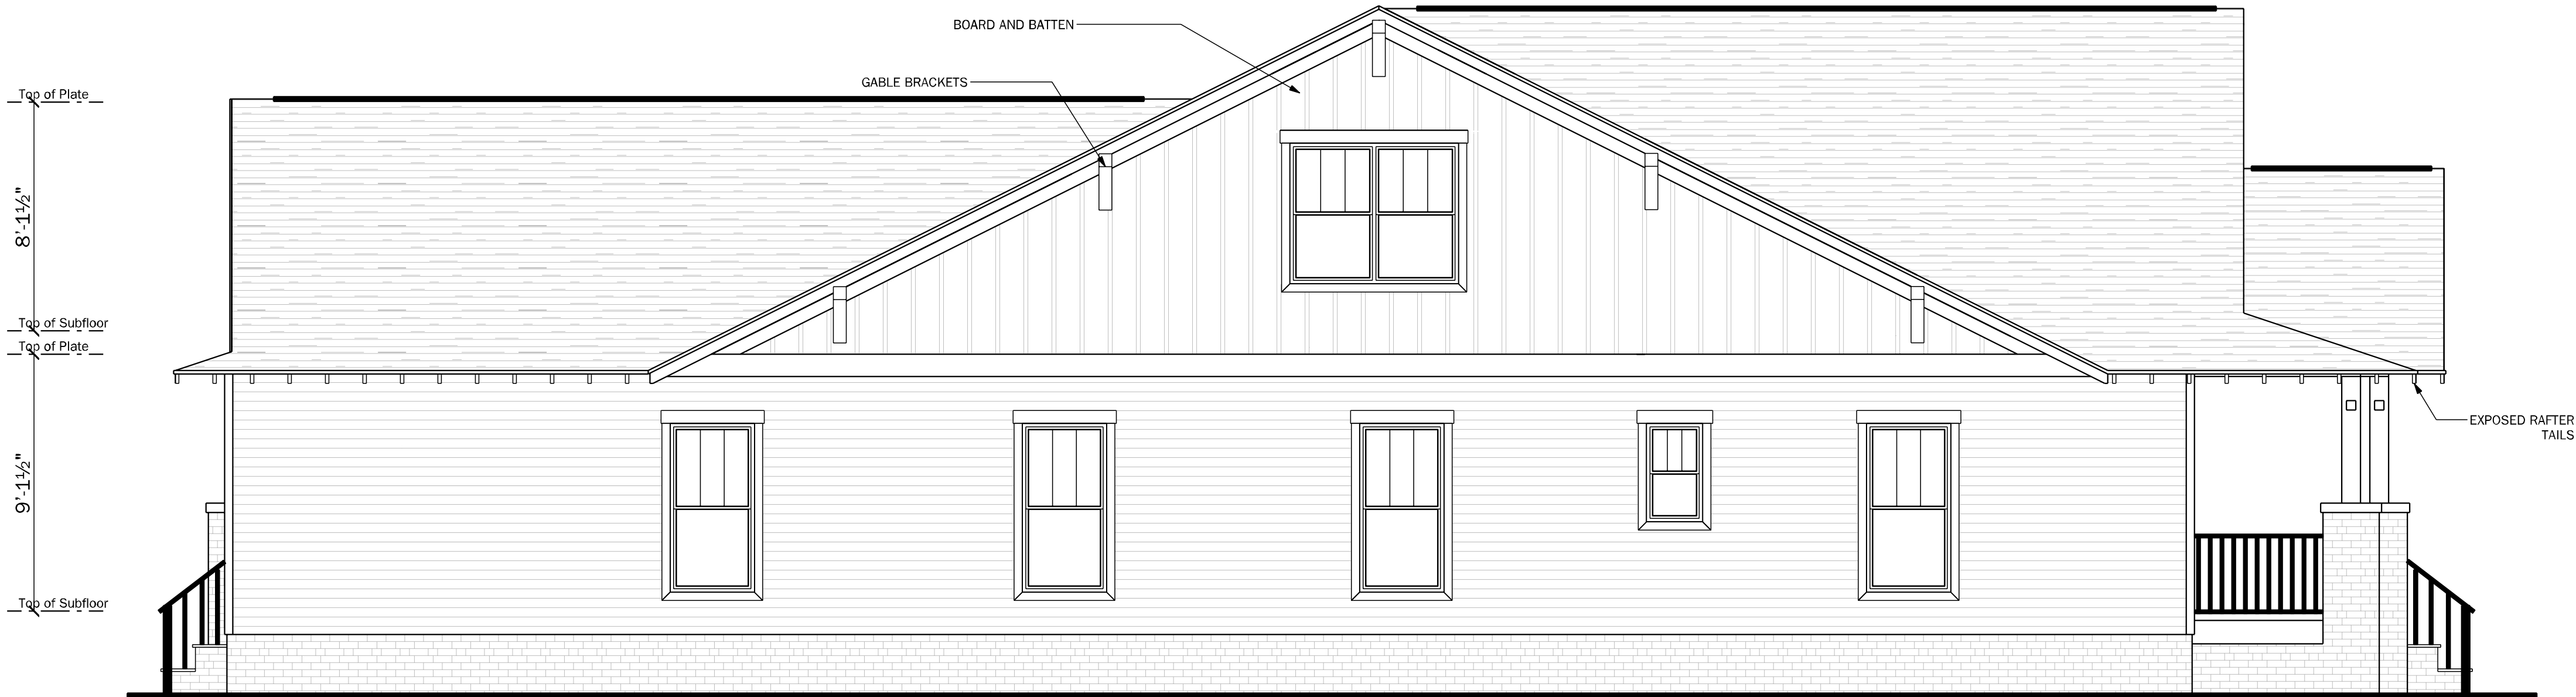 BOARD AND BATTEN
GABLE BRACKETS
Top of Plate
8'-1½"
Top of Subfloor
Top of Plate
EXPOSED RAFTER
TAILS
9'-1½"
Top of Subfloor